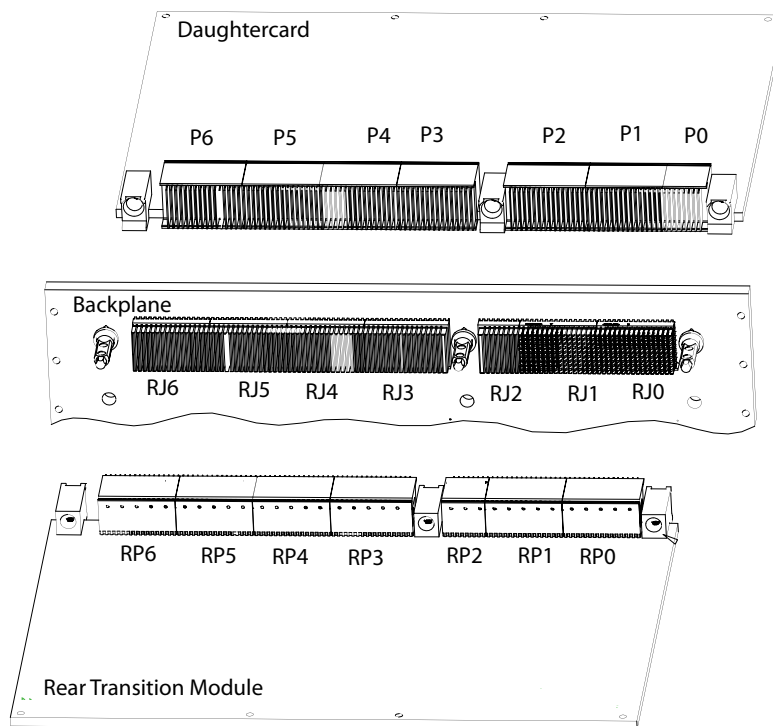 Daughtercard
P6 P5 P4 P3 P2 P1 P0
Backplane
RJ6 RJ5 RJ4 RJ3 RJ2 RJ1 RJ0
RP6 RP5 RP4 RP3 RP2 RP1 RP0
Rear Transition Module